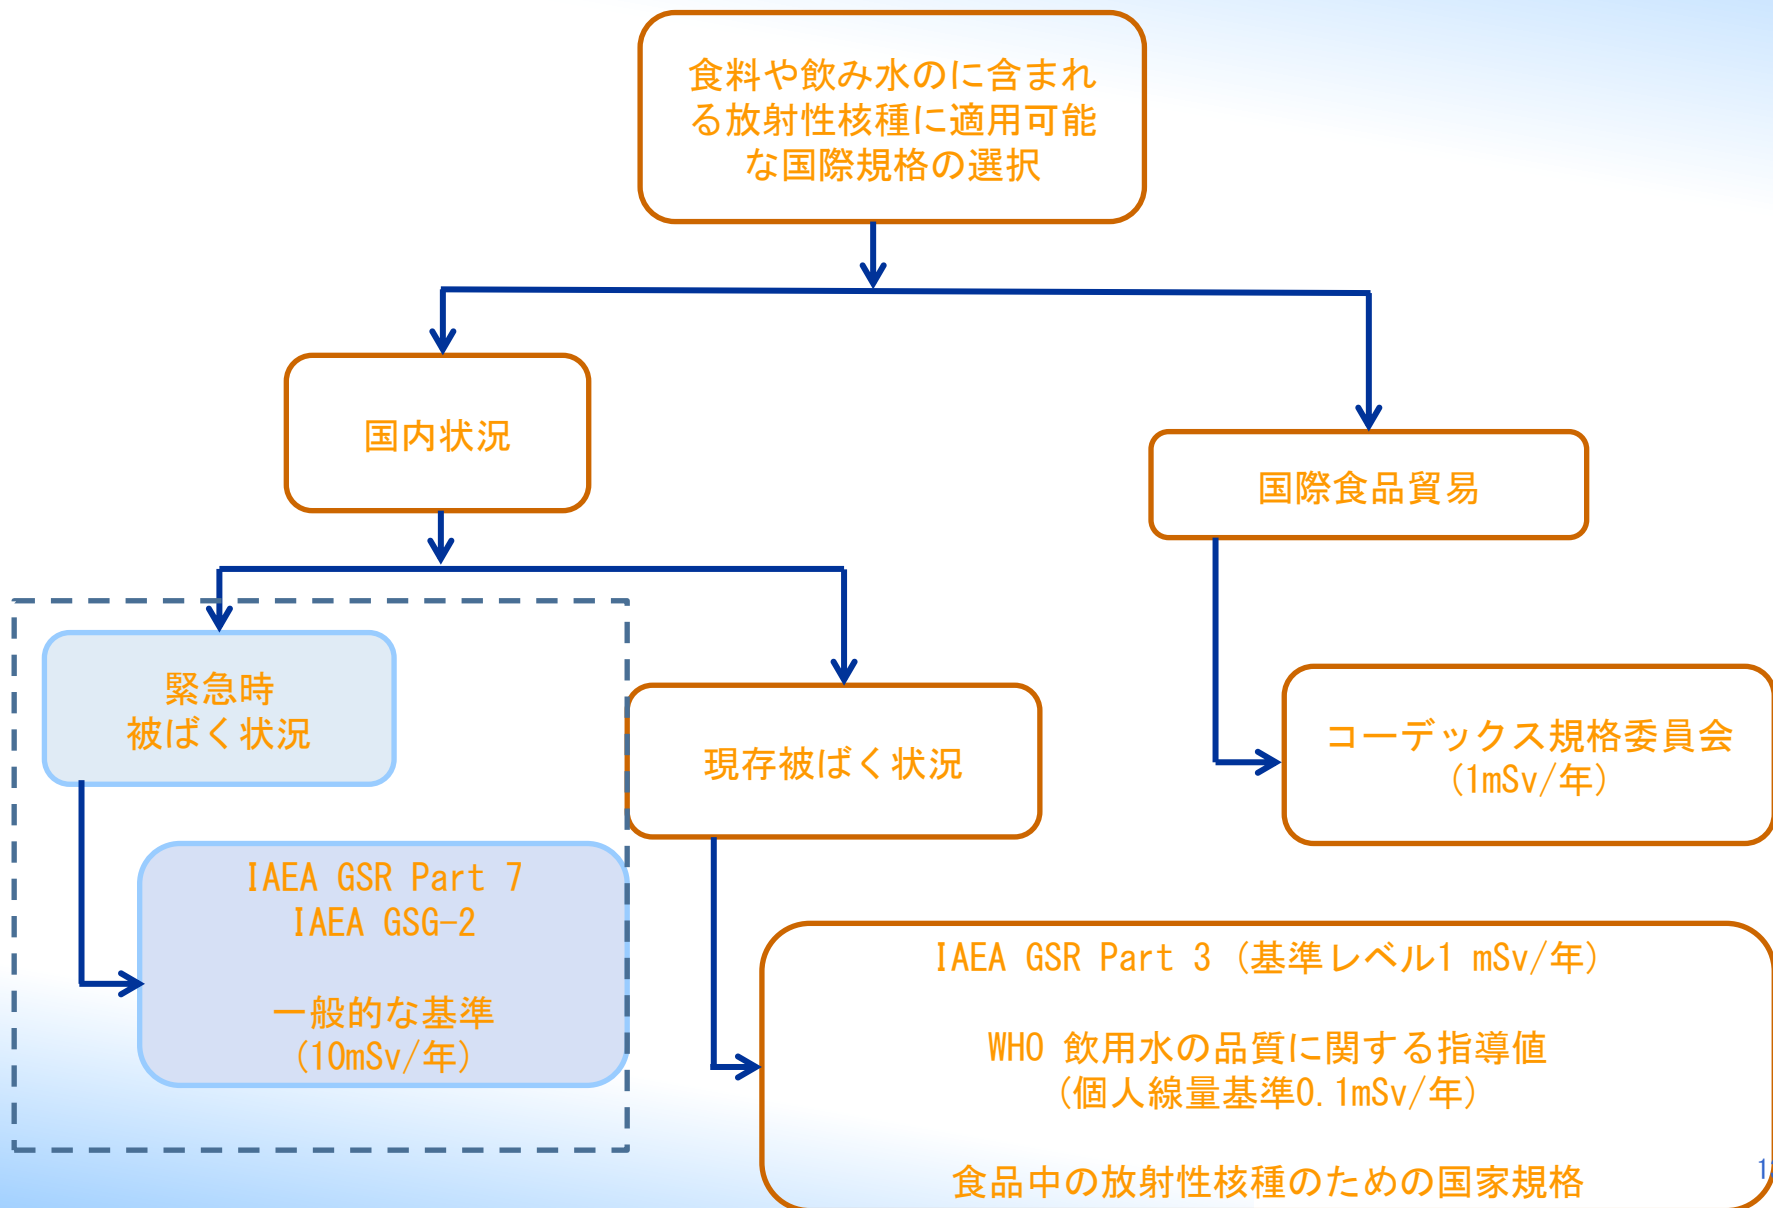 食料や飲み水のに含まれ
る放射性核種に適用可能
な国際規格の選択
国内状況
国際食品貿易
緊急時
被ばく状況
現存被ばく状況
コーデックス規格委員会
(1mSv/年)
IAEA GSR Part 7
IAEA GSG-2
一般的な基準
(10mSv/年)
IAEA GSR Part 3 (基準レベル1 mSv/年)
WHO 飲用水の品質に関する指導値
(個人線量基準0.1mSv/年)
食品中の放射性核種のための国家規格